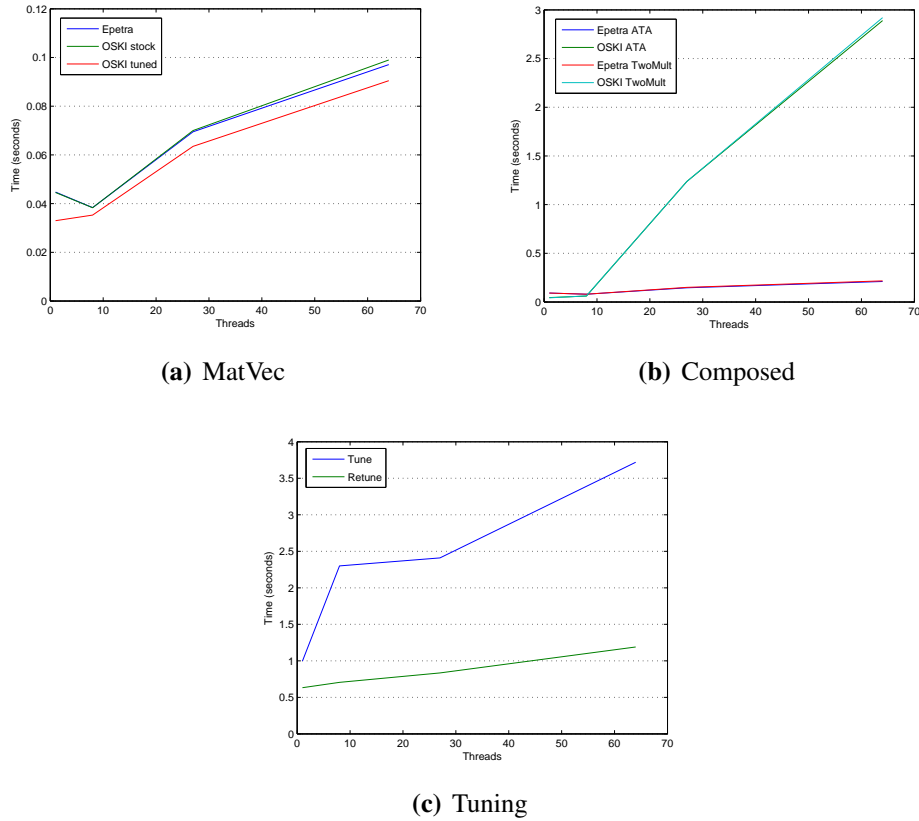 0.12
0.1
0.08
0.06
0.04
0.02
0
Time (seconds)
Epetra
OSKI stock
OSKI tuned
0 10 20 30 40 50 60 70
Threads
(a) MatVec
3
2.5
2
1.5
1
0.5
0
Time (seconds)
Epetra ATA
OSKI ATA
Epetra TwoMult
OSKI TwoMult
0 10 20 30 40 50 60 70
Threads
(b) Composed
4
3.5
3
2.5
2
1.5
1
0.5
0
Time (seconds)
Tune
Retune
0 10 20 30 40 50 60 70
Threads
(c) Tuning